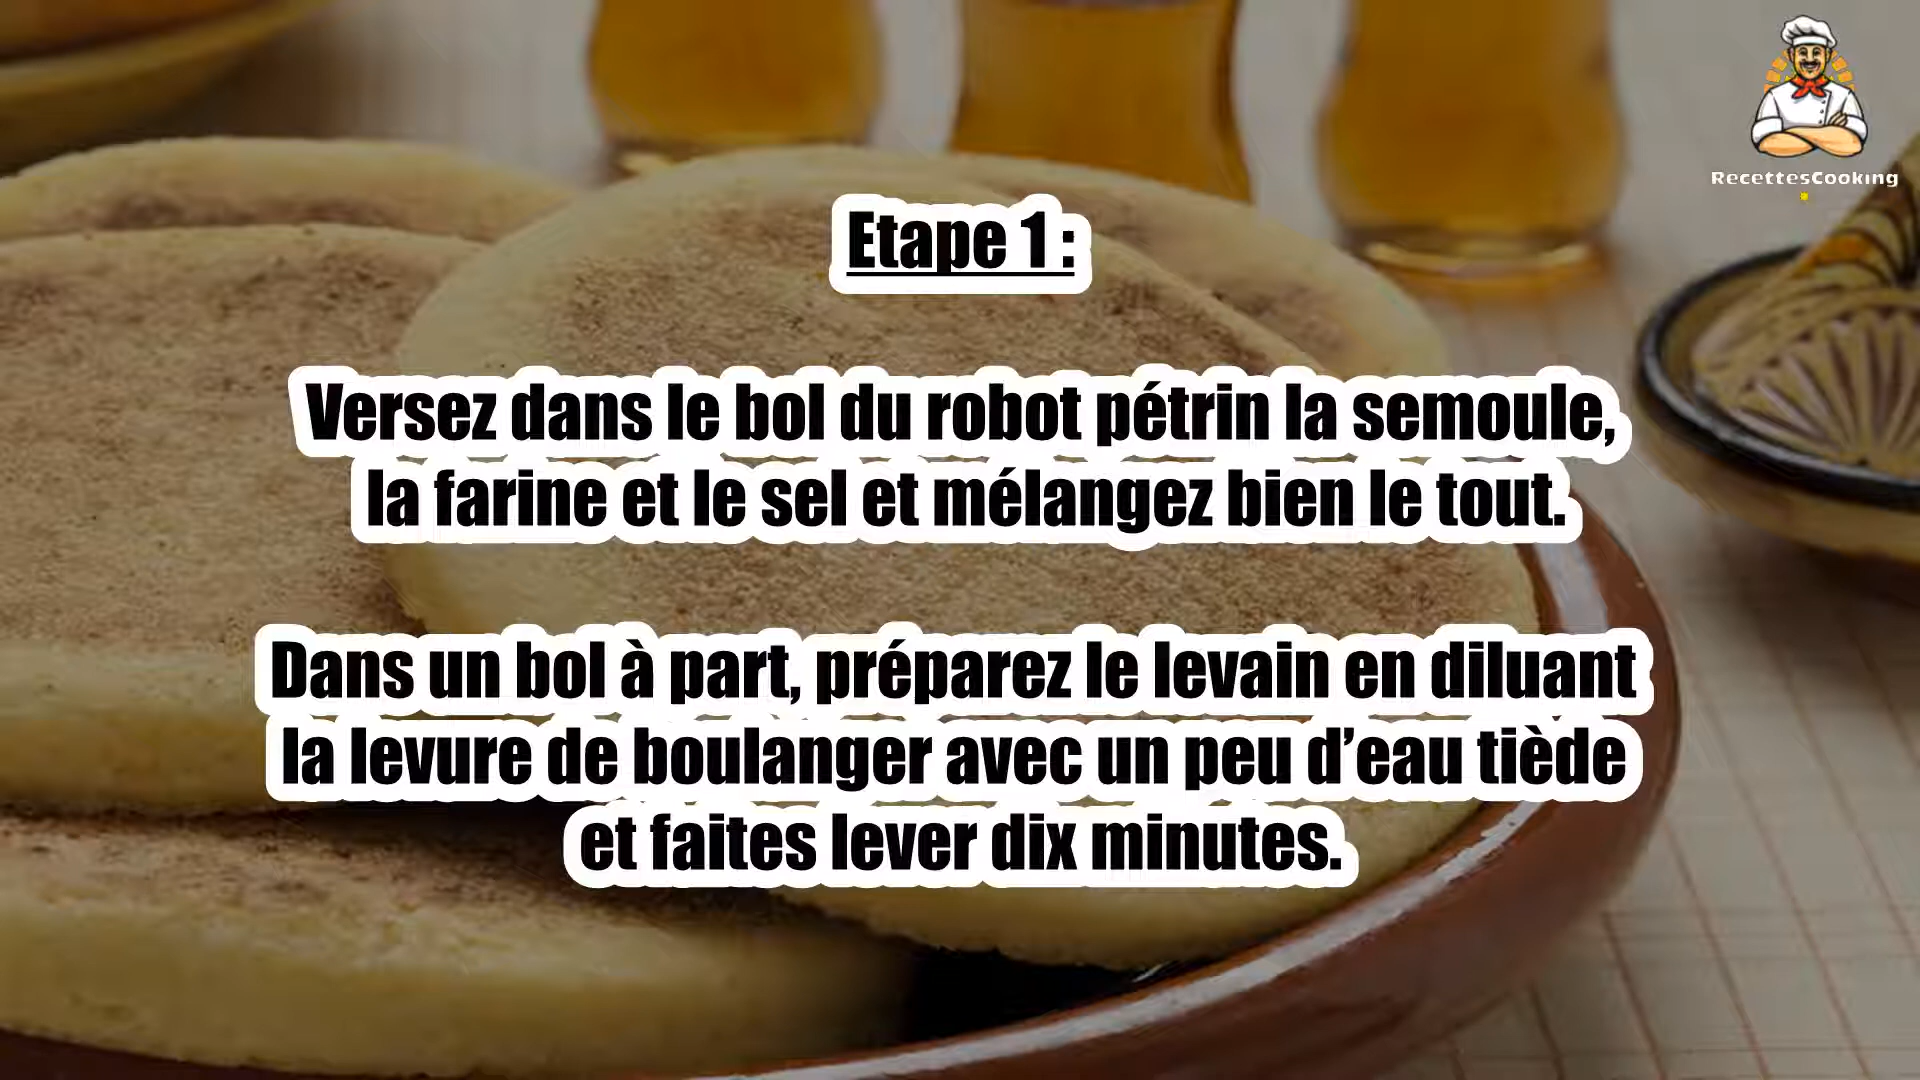 RecettesCooking
Etape 1 :
Versez dans le bol du robot pétrin la semoule,
la farine et le sel et mélangez bien le tout.
Dans un bol à part, préparez le levain en diluant
la levure de boulanger avec un peu d’eau tiède
et faites lever dix minutes.